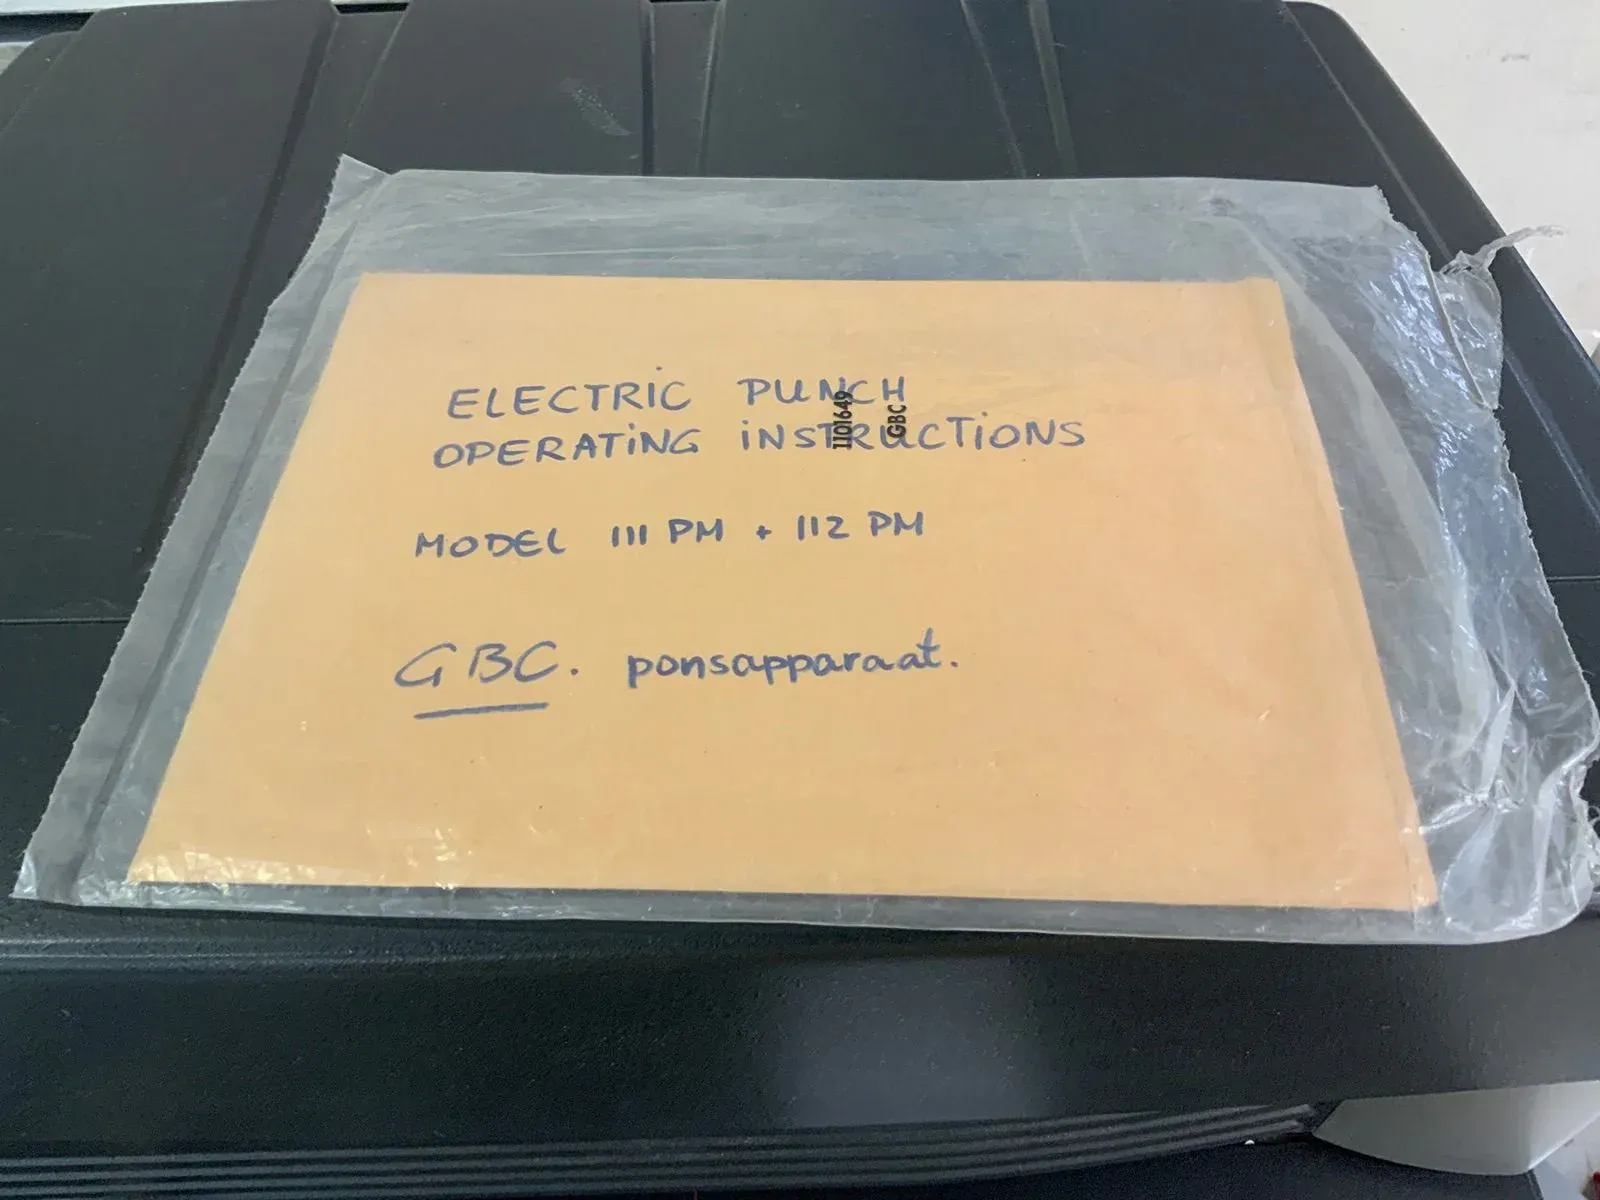 ELECTRIC PUNCH
OPERATING INSTRUCTIONS
MODEL 111 PM + 112 PM
GBC. ponsapparaat.
1101649
GBC